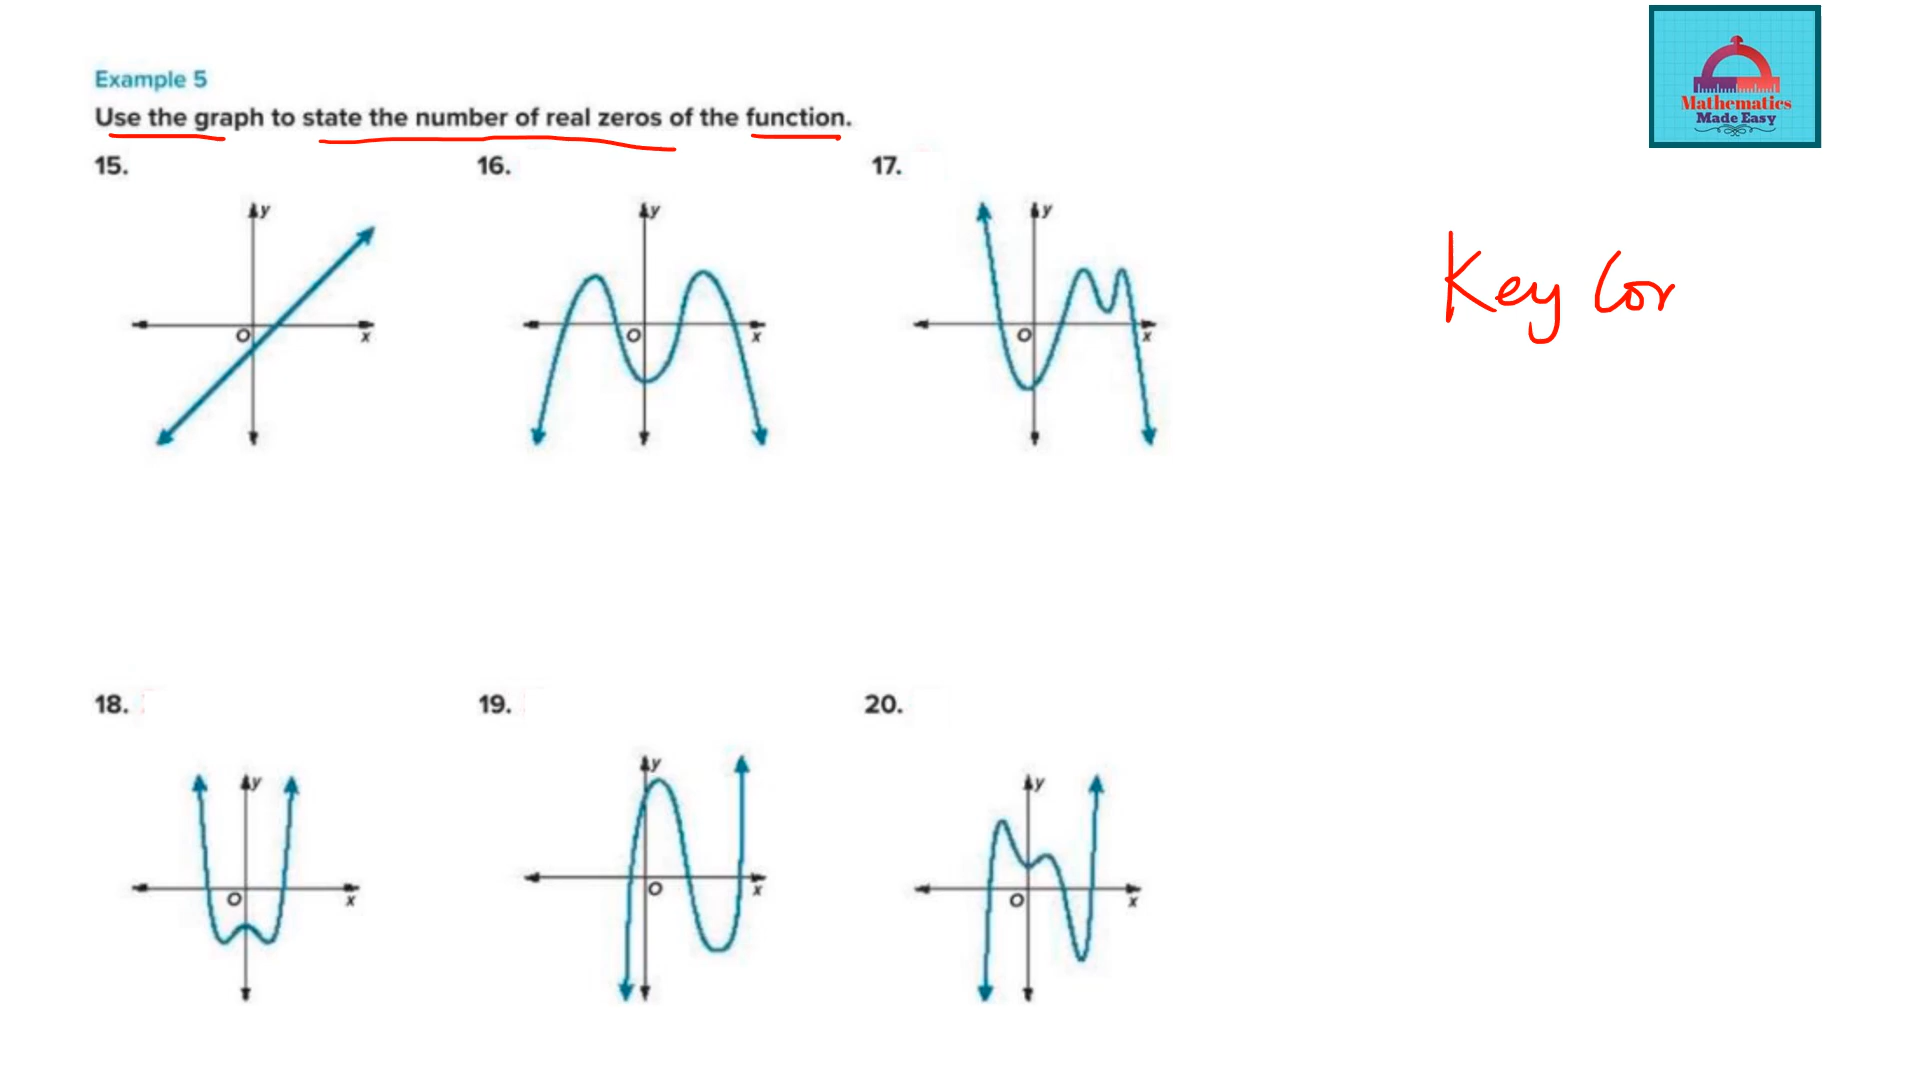 Mathematics
Made Easy
Example 5
Use the graph to state the number of real zeros of the function.
15.
16.
17.
y
O
x
y
O
x
y
O
x
Key Cor
18.
19.
20.
y
O
x
y
O
x
y
O
x